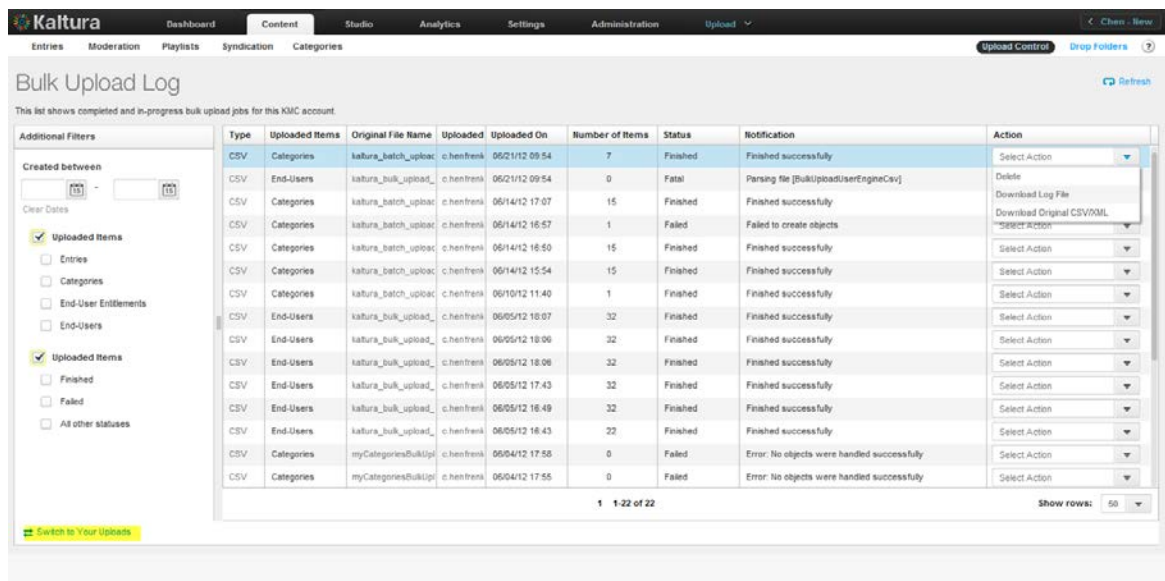 Kaltura Dashboard Content Studio Analytics Settings Administration Upload < Chen - New
Entries Moderation Playlists Syndication Categories Upload Control Drop Folders ?
Bulk Upload Log Refresh
This list shows completed and in-progress bulk upload jobs for this KMC account.
Additional Filters
Created between
15 - 15
Clear Dates
Uploaded Items
Entries
Categories
End-User Entitlements
End-Users
Uploaded Items
Finished
Failed
All other statuses
Switch to Your Uploads
Type Uploaded Items Original File Name Uploaded Uploaded On Number of Items Status Notification Action
CSV Categories kaltura_batch_upload c.henfrenk 06/21/12 09:54 7 Finished Finished successfully Select Action
CSV End-Users kaltura_bulk_upload_ c.henfrenk 06/21/12 09:54 0 Fatal Parsing file [BulkUploadUserEngineCsv] Delete
CSV Categories kaltura_batch_upload c.henfrenk 06/14/12 17:07 15 Finished Finished successfully Download Log File
Download Original CSV/XML
CSV Categories kaltura_batch_upload c.henfrenk 06/14/12 16:57 1 Failed Failed to create objects Select Action
CSV Categories kaltura_batch_upload c.henfrenk 06/14/12 16:50 15 Finished Finished successfully Select Action
CSV Categories kaltura_batch_upload c.henfrenk 06/14/12 15:54 15 Finished Finished successfully Select Action
CSV Categories kaltura_batch_upload c.henfrenk 06/10/12 11:40 1 Finished Finished successfully Select Action
CSV End-Users kaltura_bulk_upload_ c.henfrenk 06/05/12 18:07 32 Finished Finished successfully Select Action
CSV End-Users kaltura_bulk_upload_ c.henfrenk 06/05/12 18:06 32 Finished Finished successfully Select Action
CSV End-Users kaltura_bulk_upload_ c.henfrenk 06/05/12 18:06 32 Finished Finished successfully Select Action
CSV End-Users kaltura_bulk_upload_ c.henfrenk 06/05/12 17:43 32 Finished Finished successfully Select Action
CSV End-Users kaltura_bulk_upload_ c.henfrenk 06/05/12 16:49 32 Finished Finished successfully Select Action
CSV End-Users kaltura_bulk_upload_ c.henfrenk 06/05/12 16:43 22 Finished Finished successfully Select Action
CSV Categories myCategoriesBulkUpl c.henfrenk 06/04/12 17:58 0 Failed Error: No objects were handled successfully Select Action
CSV Categories myCategoriesBulkUpl c.henfrenk 06/04/12 17:55 0 Failed Error: No objects were handled successfully Select Action
1 1-22 of 22 Show rows: 50